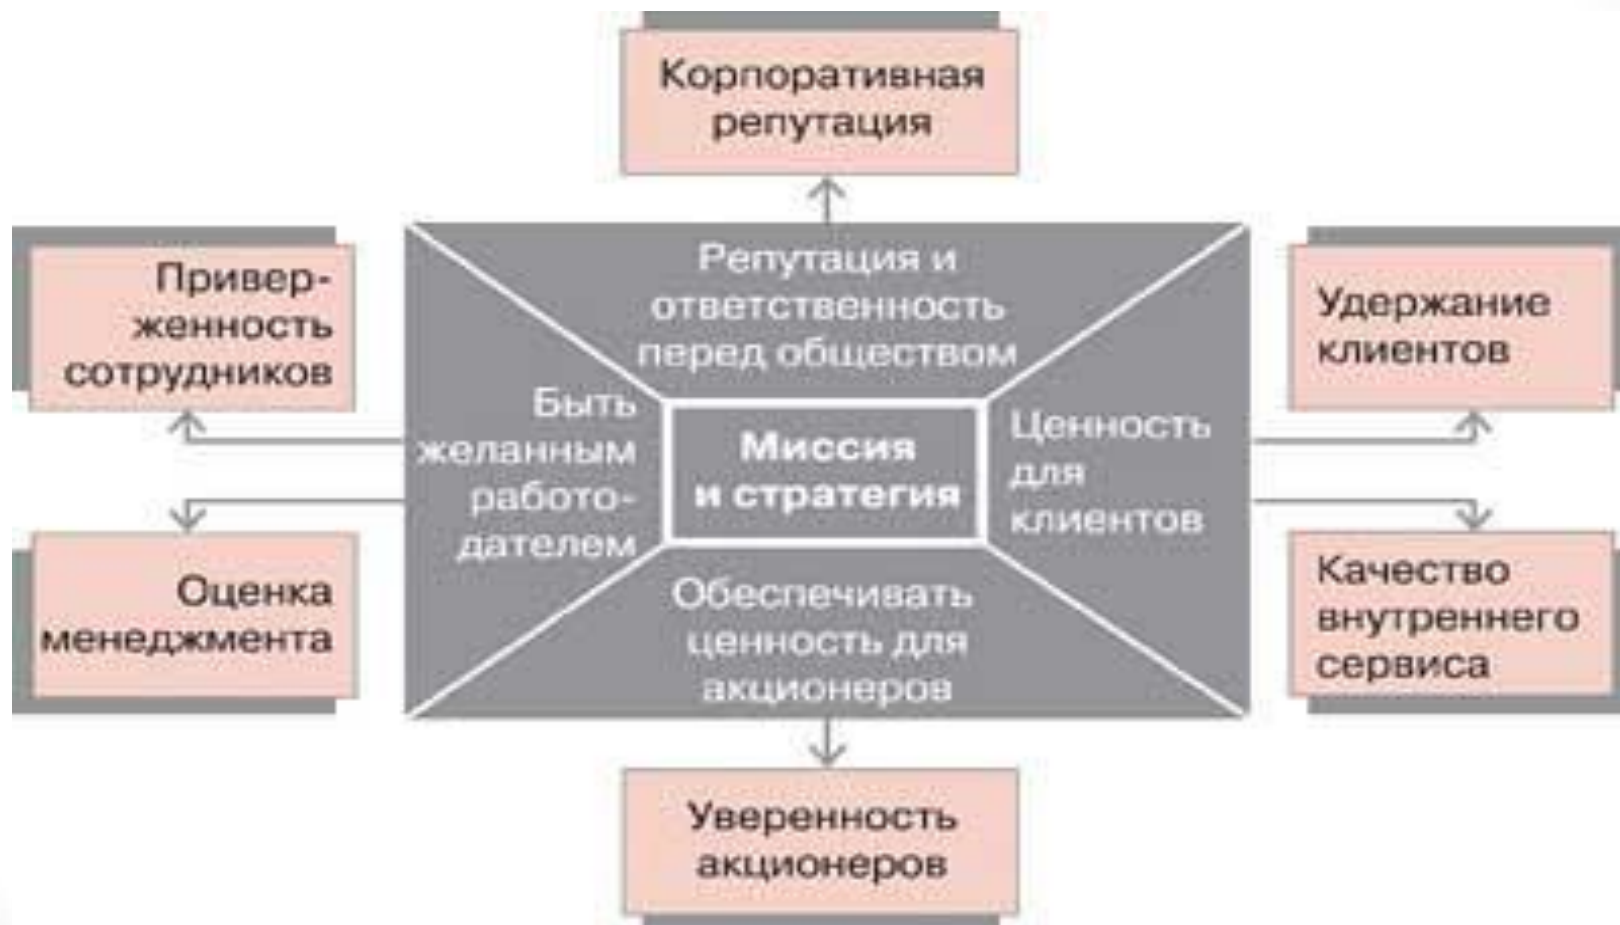 Корпоративная
репутация
Привер-
женность
сотрудников
Репутация и
ответственность
перед обществом
Удержание
клиентов
Быть
желанным
работо-
дателем
Миссия
и стратегия
Ценность
для
клиентов
Оценка
менеджмента
Обеспечивать
ценность для
акционеров
Качество
внутреннего
сервиса
Уверенность
акционеров